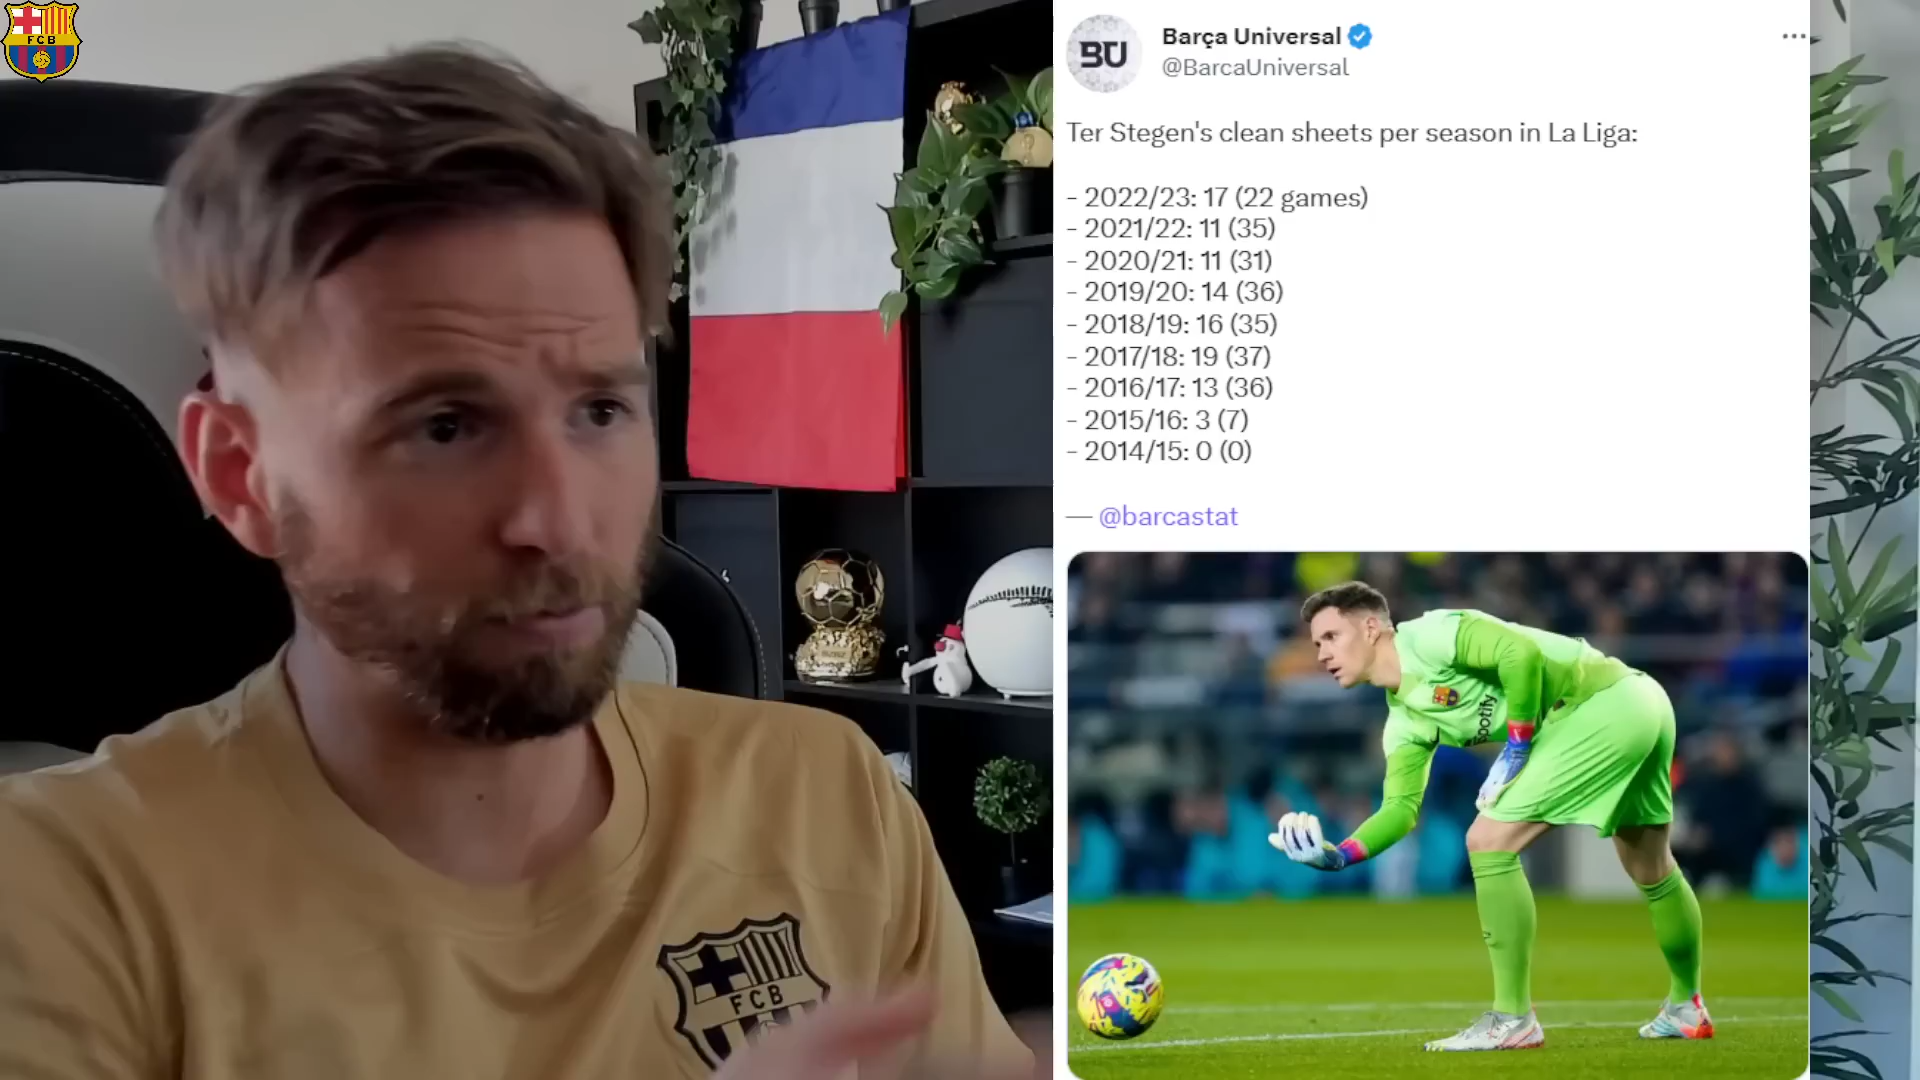 FCB
BU
Barça Universal
@BarcaUniversal
Ter Stegen's clean sheets per season in La Liga:
- 2022/23: 17 (22 games)
- 2021/22: 11 (35)
- 2020/21: 11 (31)
- 2019/20: 14 (36)
- 2018/19: 16 (35)
- 2017/18: 19 (37)
- 2016/17: 13 (36)
- 2015/16: 3 (7)
- 2014/15: 0 (0)
— @barcastat
Spotify
FCB